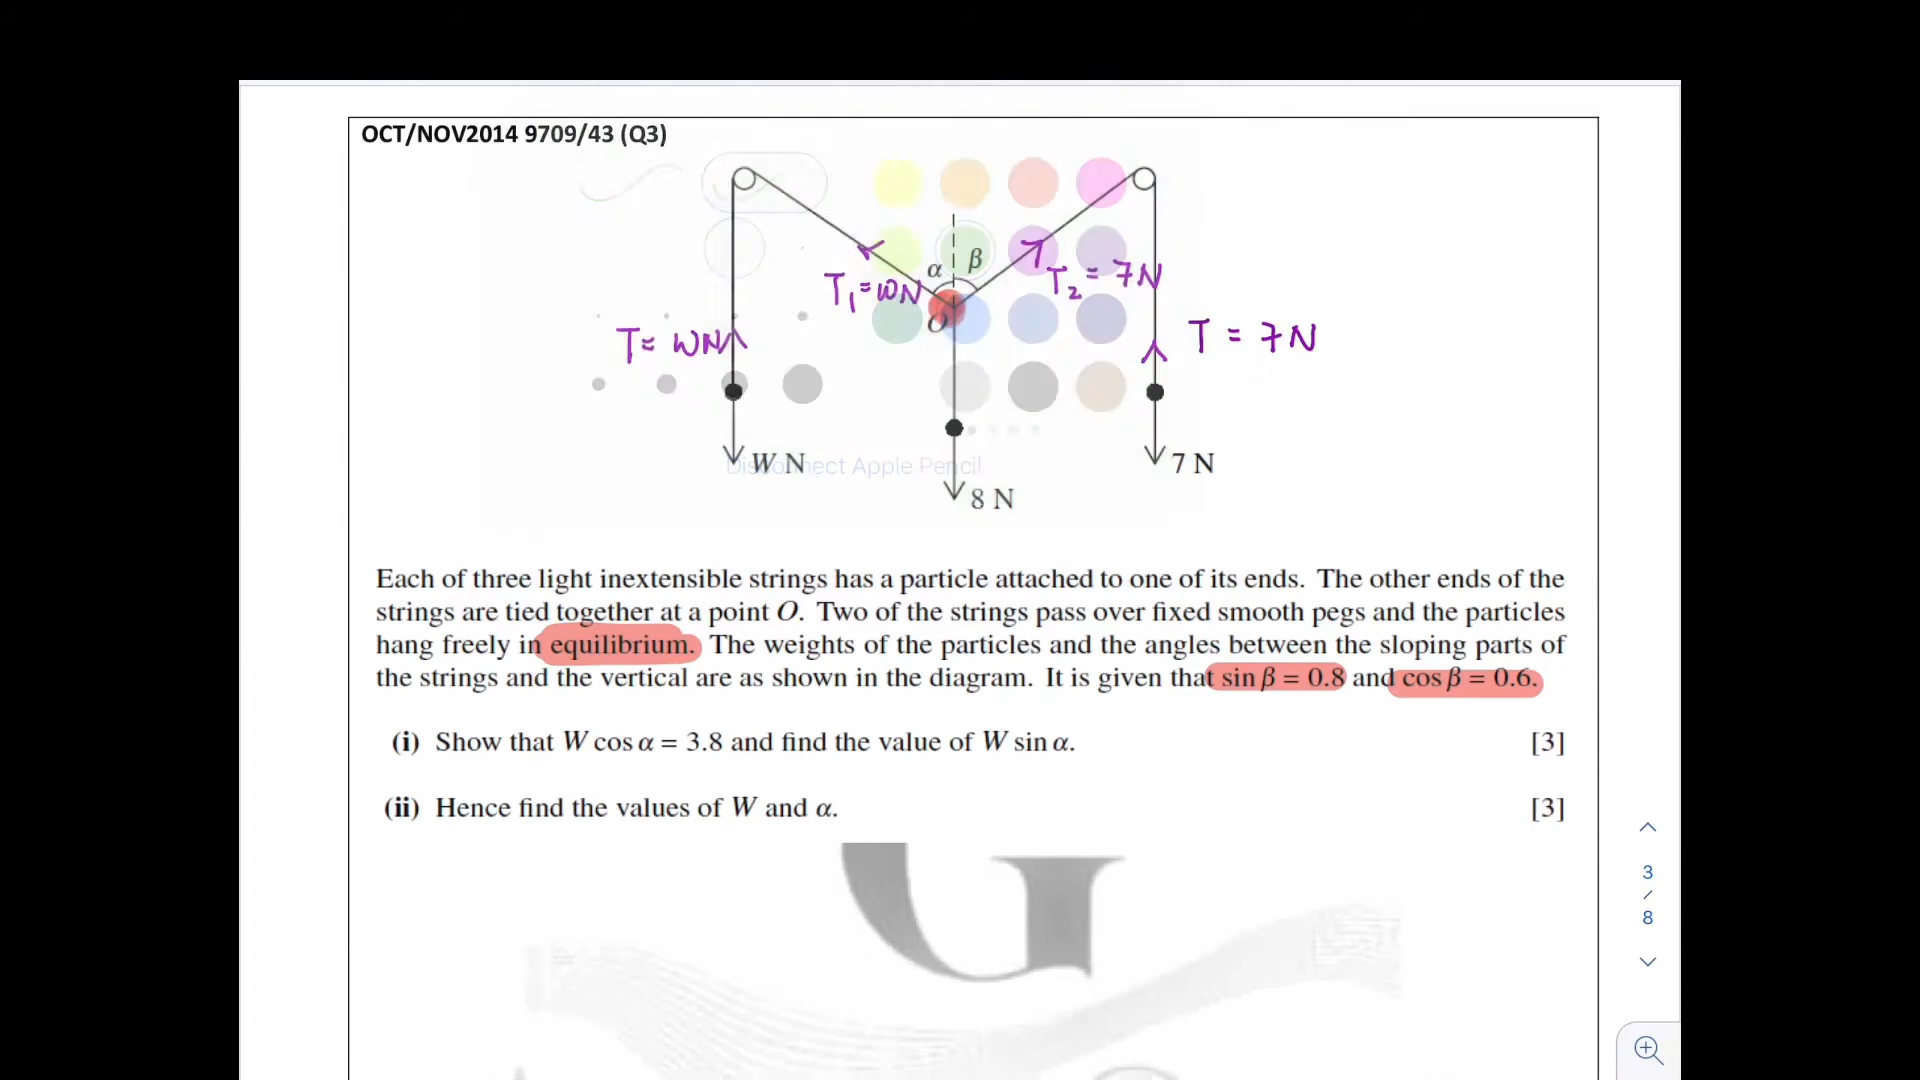 OCT/NOV2014 9709/43 (Q3)
α β
T₁=WN T₂ = 7N
O
T= WN T = 7N
W N
Disconnect Apple Pencil
7 N
8 N
Each of three light inextensible strings has a particle attached to one of its ends. The other ends of the
strings are tied together at a point O. Two of the strings pass over fixed smooth pegs and the particles
hang freely in equilibrium. The weights of the particles and the angles between the sloping parts of
the strings and the vertical are as shown in the diagram. It is given that sin β = 0.8 and cos β = 0.6.
(i) Show that W cos α = 3.8 and find the value of W sin α. [3]
(ii) Hence find the values of W and α. [3]
3
/
8
G